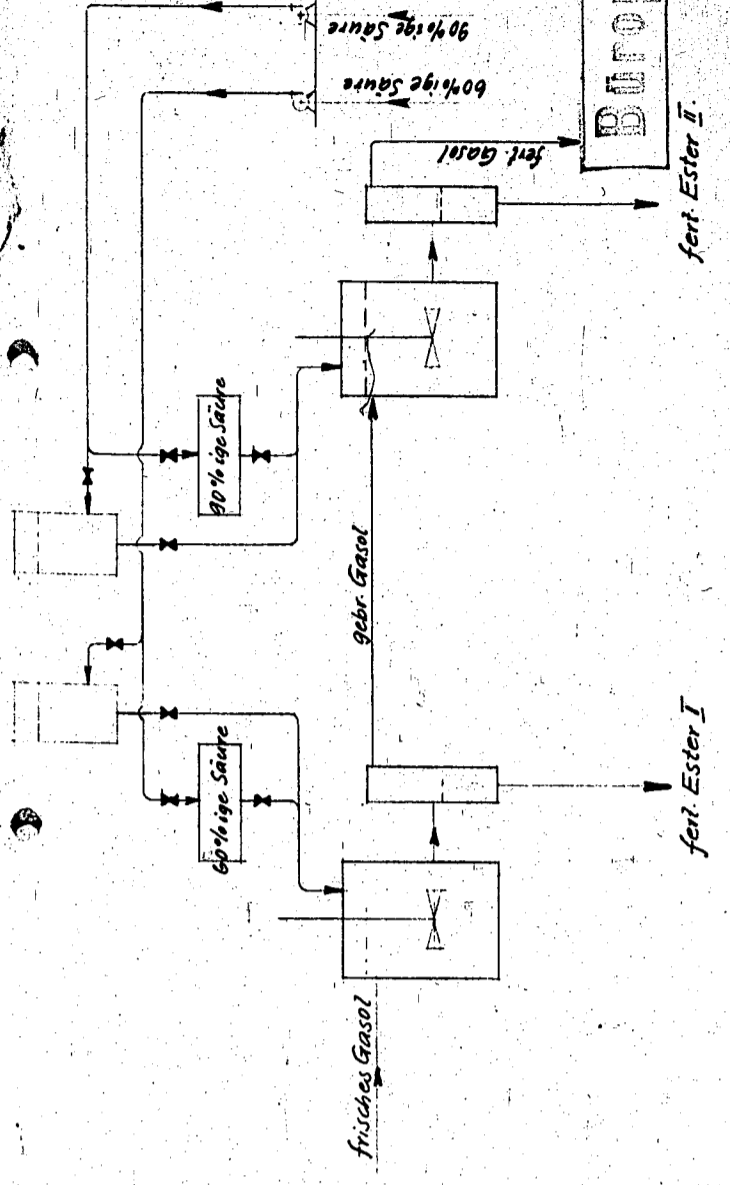 90%ige Säure
60%ige Säure
fert. Gasol
fert. Ester II.
90%ige Säure
gebr. Gasol
60%ige Säure
fert. Ester I
frisches Gasol